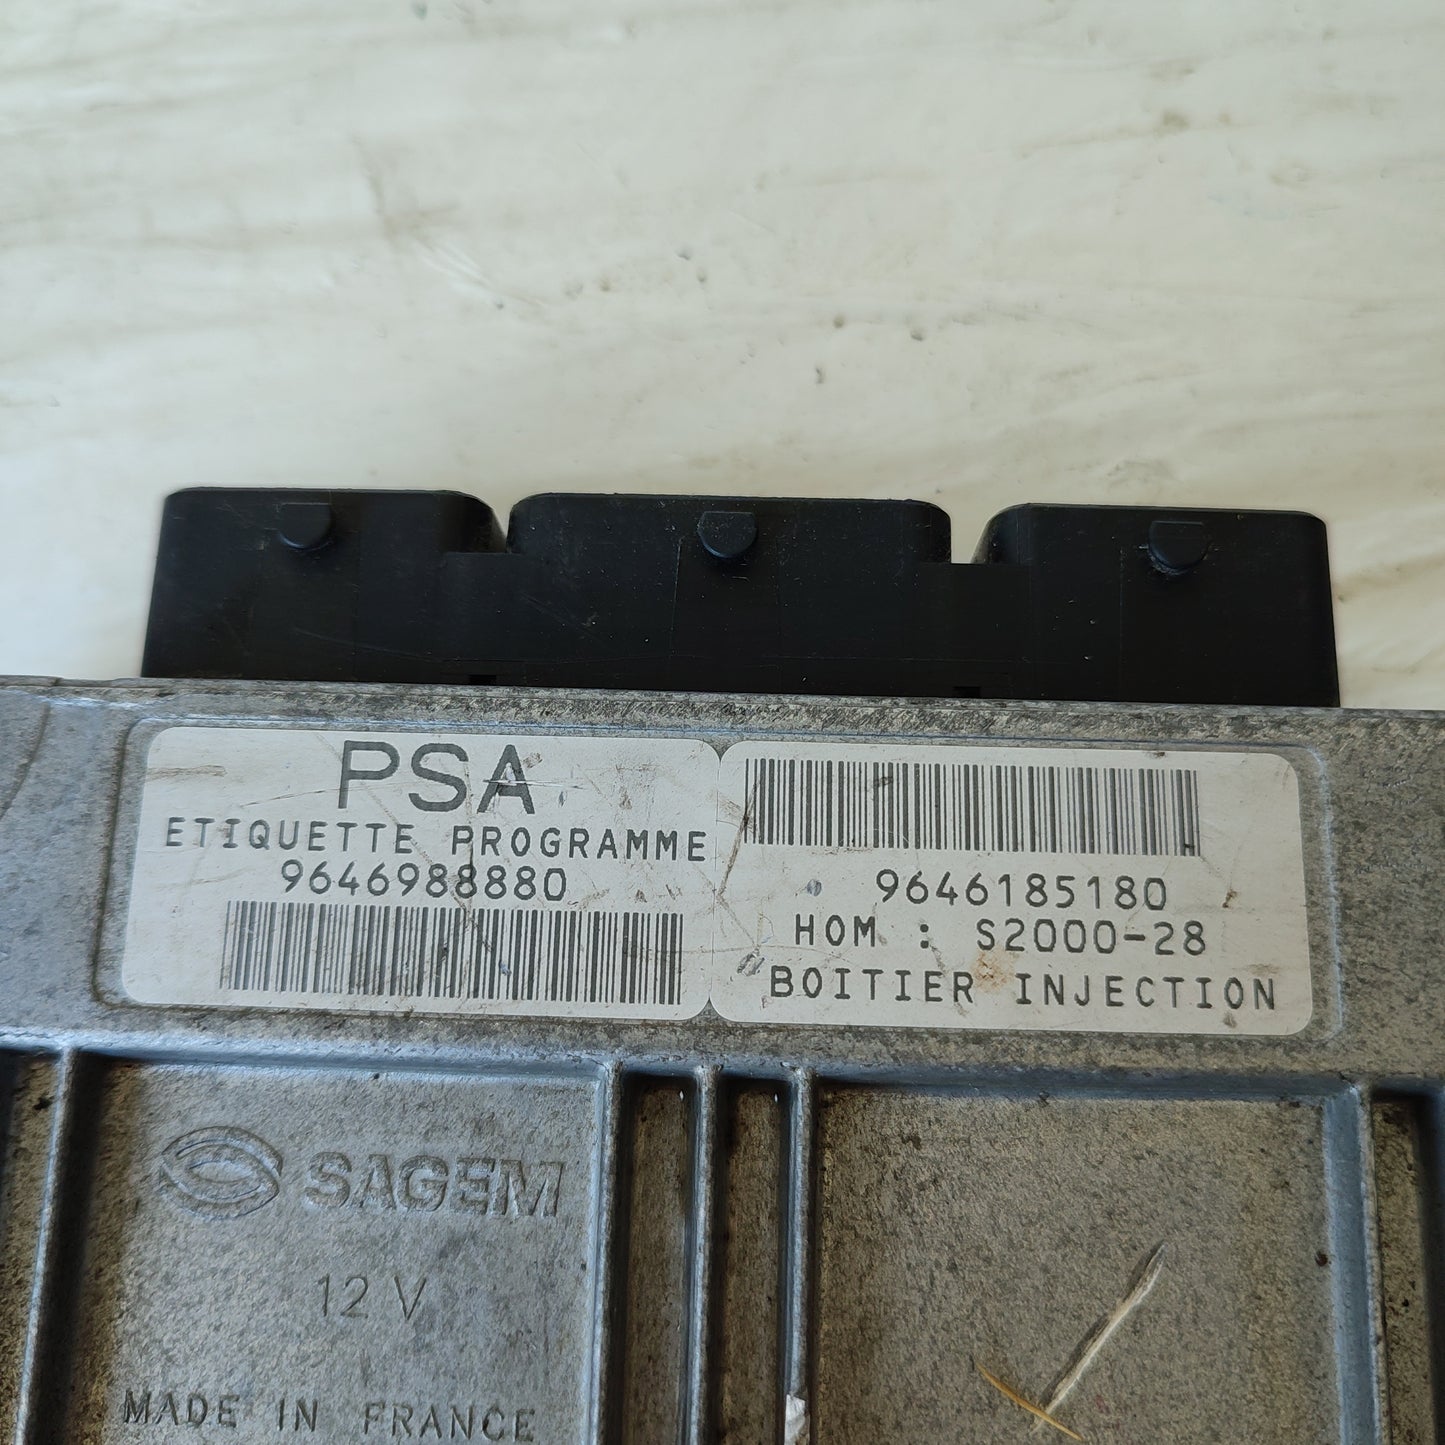 PSA
ETIQUETTE PROGRAMME
9646988880
9646185180
HOM : S2000-28
BOITIER INJECTION
SAGEM
12 V
MADE IN FRANCE